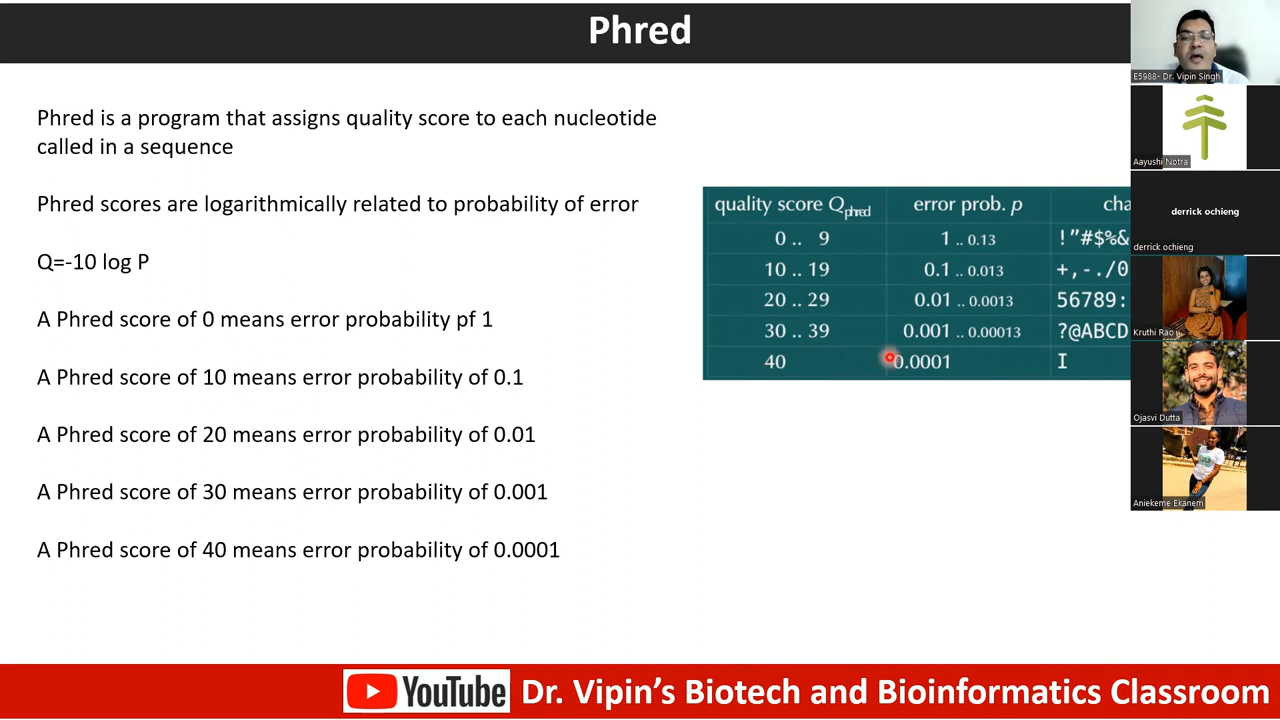 Phred
Phred is a program that assigns quality score to each nucleotide
called in a sequence
Phred scores are logarithmically related to probability of error
Q=-10 log P
A Phred score of 0 means error probability pf 1
A Phred score of 10 means error probability of 0.1
A Phred score of 20 means error probability of 0.01
A Phred score of 30 means error probability of 0.001
A Phred score of 40 means error probability of 0.0001
quality score Qphred error prob. p cha
0 .. 9 1 .. 0.13 !"#$%&
10 .. 19 0.1 .. 0.013 +,-./0
20 .. 29 0.01 .. 0.0013 56789:
30 .. 39 0.001 .. 0.00013 ?@ABCD
40 0.0001 I
E5988- Dr. Vipin Singh
Aayushi Notra
derrick ochieng
derrick ochieng
Kruthi Rao
Ojasvi Dutta
Aniekeme Ekanem
YouTube Dr. Vipin's Biotech and Bioinformatics Classroom